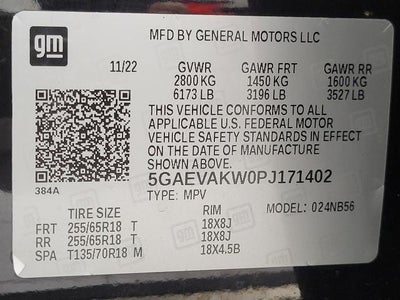 gm
MFD BY GENERAL MOTORS LLC
11/22 GVWR GAWR FRT GAWR RR
2800 KG 1450 KG 1600 KG
6173 LB 3196 LB 3527 LB
THIS VEHICLE CONFORMS TO ALL
APPLICABLE U.S. FEDERAL MOTOR
VEHICLE SAFETY STANDARDS IN EFFECT
ON THE DATE OF MANUFACTURE
SHOWN ABOVE.
384A
5GAEVAKW0PJ171402
TYPE: MPV MODEL: 024NB56
TIRE SIZE RIM
FRT 255/65R18 T 18X8J
RR 255/65R18 T 18X8J
SPA T135/70R18 M 18X4.5B